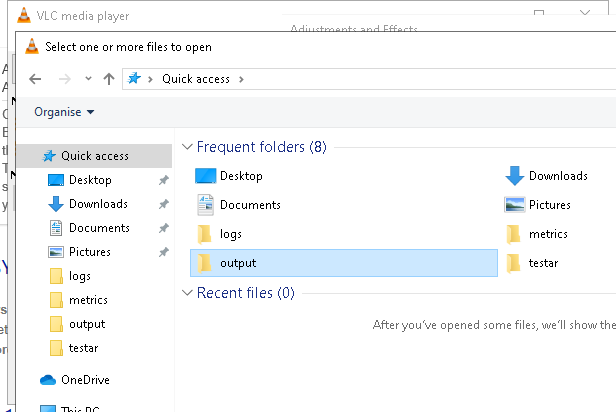 VLC media player
Adjustments and Effects
Select one or more files to open
Quick access
Organise
Quick access
Desktop
Downloads
Documents
Pictures
logs
metrics
output
testar
OneDrive
This PC
Frequent folders (8)
Desktop
Downloads
Documents
Pictures
logs
metrics
output
testar
Recent files (0)
After you've opened some files, we'll show the